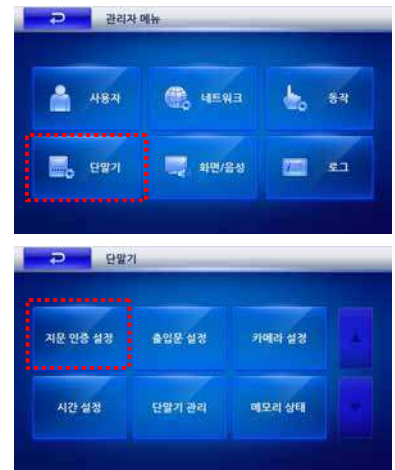 관리자 메뉴
사용자 네트워크 동작
단말기 화면/음성 로그
단말기
지문 인증 설정 출입문 설정 카메라 설정
시간 설정 단말기 관리 메모리 상태